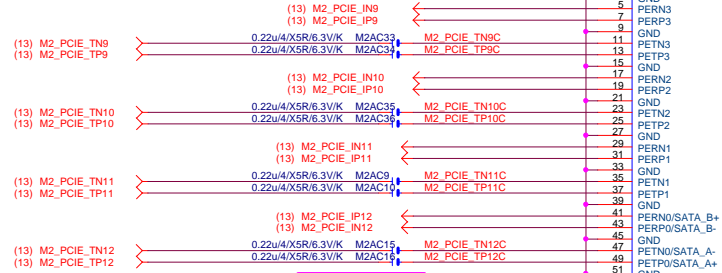 GND
(13) M2_PCIE_IN9 5 PERN3
(13) M2_PCIE_IP9 7 PERP3
9 GND
(13) M2_PCIE_TN9 0.22u/4/X5R/6.3V/K M2AC33 M2_PCIE_TN9C 11 PETN3
(13) M2_PCIE_TP9 0.22u/4/X5R/6.3V/K M2AC34 M2_PCIE_TP9C 13 PETP3
15 GND
(13) M2_PCIE_IN10 17 PERN2
(13) M2_PCIE_IP10 19 PERP2
21 GND
(13) M2_PCIE_TN10 0.22u/4/X5R/6.3V/K M2AC35 M2_PCIE_TN10C 23 PETN2
(13) M2_PCIE_TP10 0.22u/4/X5R/6.3V/K M2AC36 M2_PCIE_TP10C 25 PETP2
27 GND
(13) M2_PCIE_IN11 29 PERN1
(13) M2_PCIE_IP11 31 PERP1
33 GND
(13) M2_PCIE_TN11 0.22u/4/X5R/6.3V/K M2AC9 M2_PCIE_TN11C 35 PETN1
(13) M2_PCIE_TP11 0.22u/4/X5R/6.3V/K M2AC10 M2_PCIE_TP11C 37 PETP1
39 GND
(13) M2_PCIE_IP12 41 PERN0/SATA_B+
(13) M2_PCIE_IN12 43 PERP0/SATA_B-
45 GND
(13) M2_PCIE_TN12 0.22u/4/X5R/6.3V/K M2AC15 M2_PCIE_TN12C 47 PETN0/SATA_A-
(13) M2_PCIE_TP12 0.22u/4/X5R/6.3V/K M2AC16 M2_PCIE_TP12C 49 PETP0/SATA_A+
51 GND